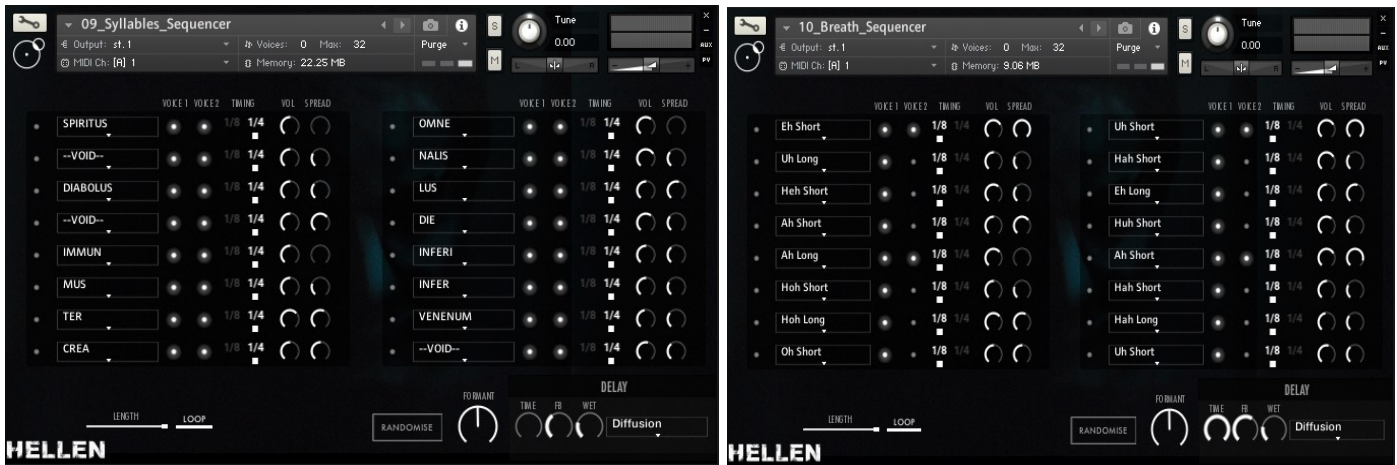 09_Syllables_Sequencer
Output: st. 1 Voices: 0 Max: 32 Purge
MIDI Ch: [A] 1 Memory: 22.25 MB
S
M
Tune
0.00
L R
- +
×
–
AUX
PV
VOICE 1 VOICE 2 TIMING VOL SPREAD VOICE 1 VOICE 2 TIMING VOL SPREAD
SPIRITUS 1/8 1/4 OMNE 1/8 1/4
--VOID-- 1/8 1/4 NALIS 1/8 1/4
DIABOLUS 1/8 1/4 LUS 1/8 1/4
--VOID-- 1/8 1/4 DIE 1/8 1/4
IMMUN 1/8 1/4 INFERI 1/8 1/4
MUS 1/8 1/4 INFER 1/8 1/4
TER 1/8 1/4 VENENUM 1/8 1/4
CREA 1/8 1/4 --VOID-- 1/8 1/4
DELAY
LENGTH LOOP RANDOMISE FORMANT TIME FB WET Diffusion
HELLEN
10_Breath_Sequencer
Output: st. 1 Voices: 0 Max: 32 Purge
MIDI Ch: [A] 1 Memory: 9.06 MB
S
M
Tune
0.00
L R
- +
×
–
AUX
PV
VOICE 1 VOICE 2 TIMING VOL SPREAD VOICE 1 VOICE 2 TIMING VOL SPREAD
Eh Short 1/8 1/4 Uh Short 1/8 1/4
Uh Long 1/8 1/4 Hah Short 1/8 1/4
Heh Short 1/8 1/4 Eh Long 1/8 1/4
Ah Short 1/8 1/4 Huh Short 1/8 1/4
Ah Long 1/8 1/4 Ah Short 1/8 1/4
Hoh Short 1/8 1/4 Hah Short 1/8 1/4
Hoh Long 1/8 1/4 Hah Long 1/8 1/4
Oh Short 1/8 1/4 Uh Short 1/8 1/4
DELAY
LENGTH LOOP RANDOMISE FORMANT TIME FB WET Diffusion
HELLEN